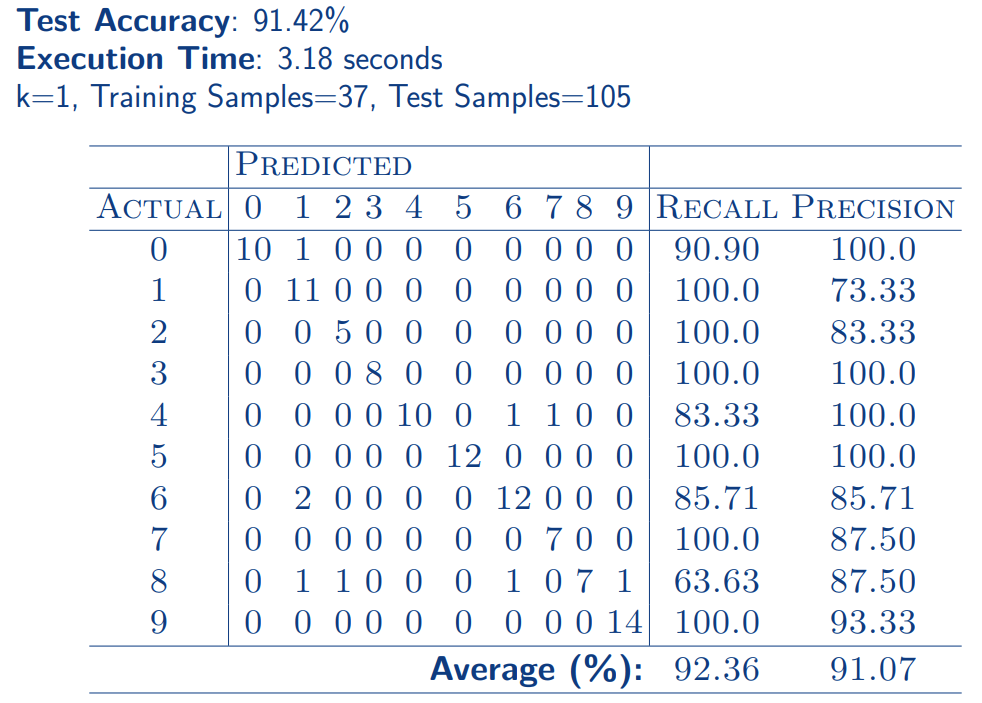 Test Accuracy: 91.42%
Execution Time: 3.18 seconds
k=1, Training Samples=37, Test Samples=105
PREDICTED
ACTUAL 0 1 2 3 4 5 6 7 8 9 RECALL PRECISION
0 10 1 0 0 0 0 0 0 0 0 90.90 100.0
1 0 11 0 0 0 0 0 0 0 0 100.0 73.33
2 0 0 5 0 0 0 0 0 0 0 100.0 83.33
3 0 0 0 8 0 0 0 0 0 0 100.0 100.0
4 0 0 0 0 10 0 1 1 0 0 83.33 100.0
5 0 0 0 0 0 12 0 0 0 0 100.0 100.0
6 0 2 0 0 0 0 12 0 0 0 85.71 85.71
7 0 0 0 0 0 0 0 7 0 0 100.0 87.50
8 0 1 1 0 0 0 1 0 7 1 63.63 87.50
9 0 0 0 0 0 0 0 0 0 14 100.0 93.33
Average (%): 92.36 91.07